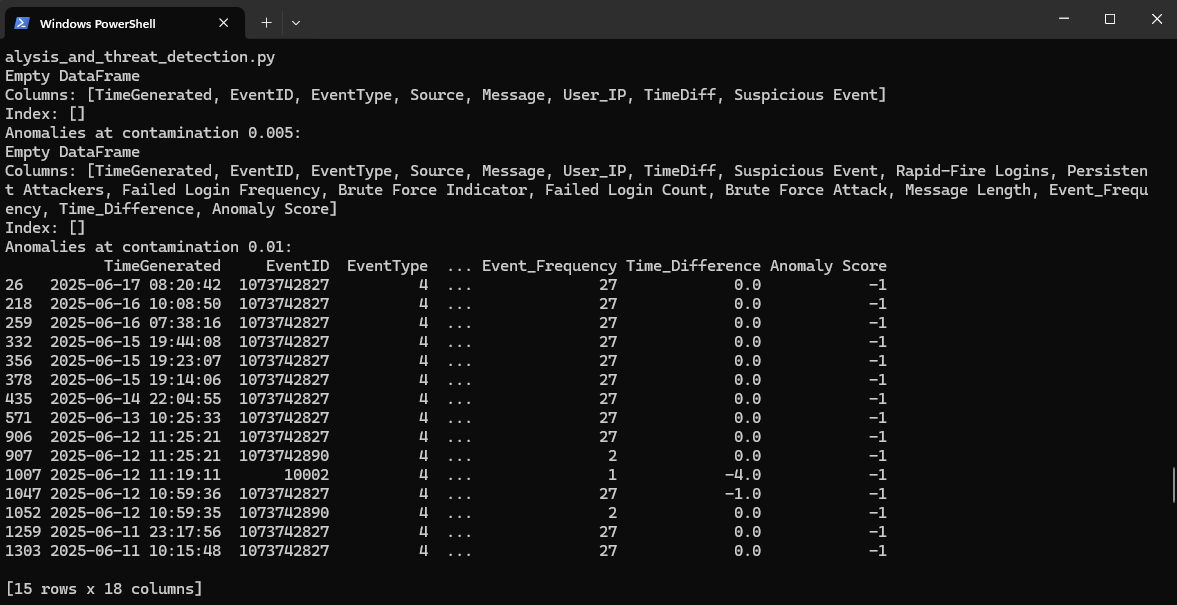 Windows PowerShell
alysis_and_threat_detection.py
Empty DataFrame
Columns: [TimeGenerated, EventID, EventType, Source, Message, User_IP, TimeDiff, Suspicious Event]
Index: []
Anomalies at contamination 0.005:
Empty DataFrame
Columns: [TimeGenerated, EventID, EventType, Source, Message, User_IP, TimeDiff, Suspicious Event, Rapid-Fire Logins, Persisten
t Attackers, Failed Login Frequency, Brute Force Indicator, Failed Login Count, Brute Force Attack, Message Length, Event_Frequ
ency, Time_Difference, Anomaly Score]
Index: []
Anomalies at contamination 0.01:
           TimeGenerated     EventID  EventType  ... Event_Frequency Time_Difference Anomaly Score
26   2025-06-17 08:20:42  1073742827          4  ...              27             0.0            -1
218  2025-06-16 10:08:50  1073742827          4  ...              27             0.0            -1
259  2025-06-16 07:38:16  1073742827          4  ...              27             0.0            -1
332  2025-06-15 19:44:08  1073742827          4  ...              27             0.0            -1
356  2025-06-15 19:23:07  1073742827          4  ...              27             0.0            -1
378  2025-06-15 19:14:06  1073742827          4  ...              27             0.0            -1
435  2025-06-14 22:04:55  1073742827          4  ...              27             0.0            -1
571  2025-06-13 10:25:33  1073742827          4  ...              27             0.0            -1
906  2025-06-12 11:25:21  1073742827          4  ...              27             0.0            -1
907  2025-06-12 11:25:21  1073742890          4  ...               2             0.0            -1
1007 2025-06-12 11:19:11       10002          4  ...               1            -4.0            -1
1047 2025-06-12 10:59:36  1073742827          4  ...              27            -1.0            -1
1052 2025-06-12 10:59:35  1073742890          4  ...               2             0.0            -1
1259 2025-06-11 23:17:56  1073742827          4  ...              27             0.0            -1
1303 2025-06-11 10:15:48  1073742827          4  ...              27             0.0            -1
[15 rows x 18 columns]